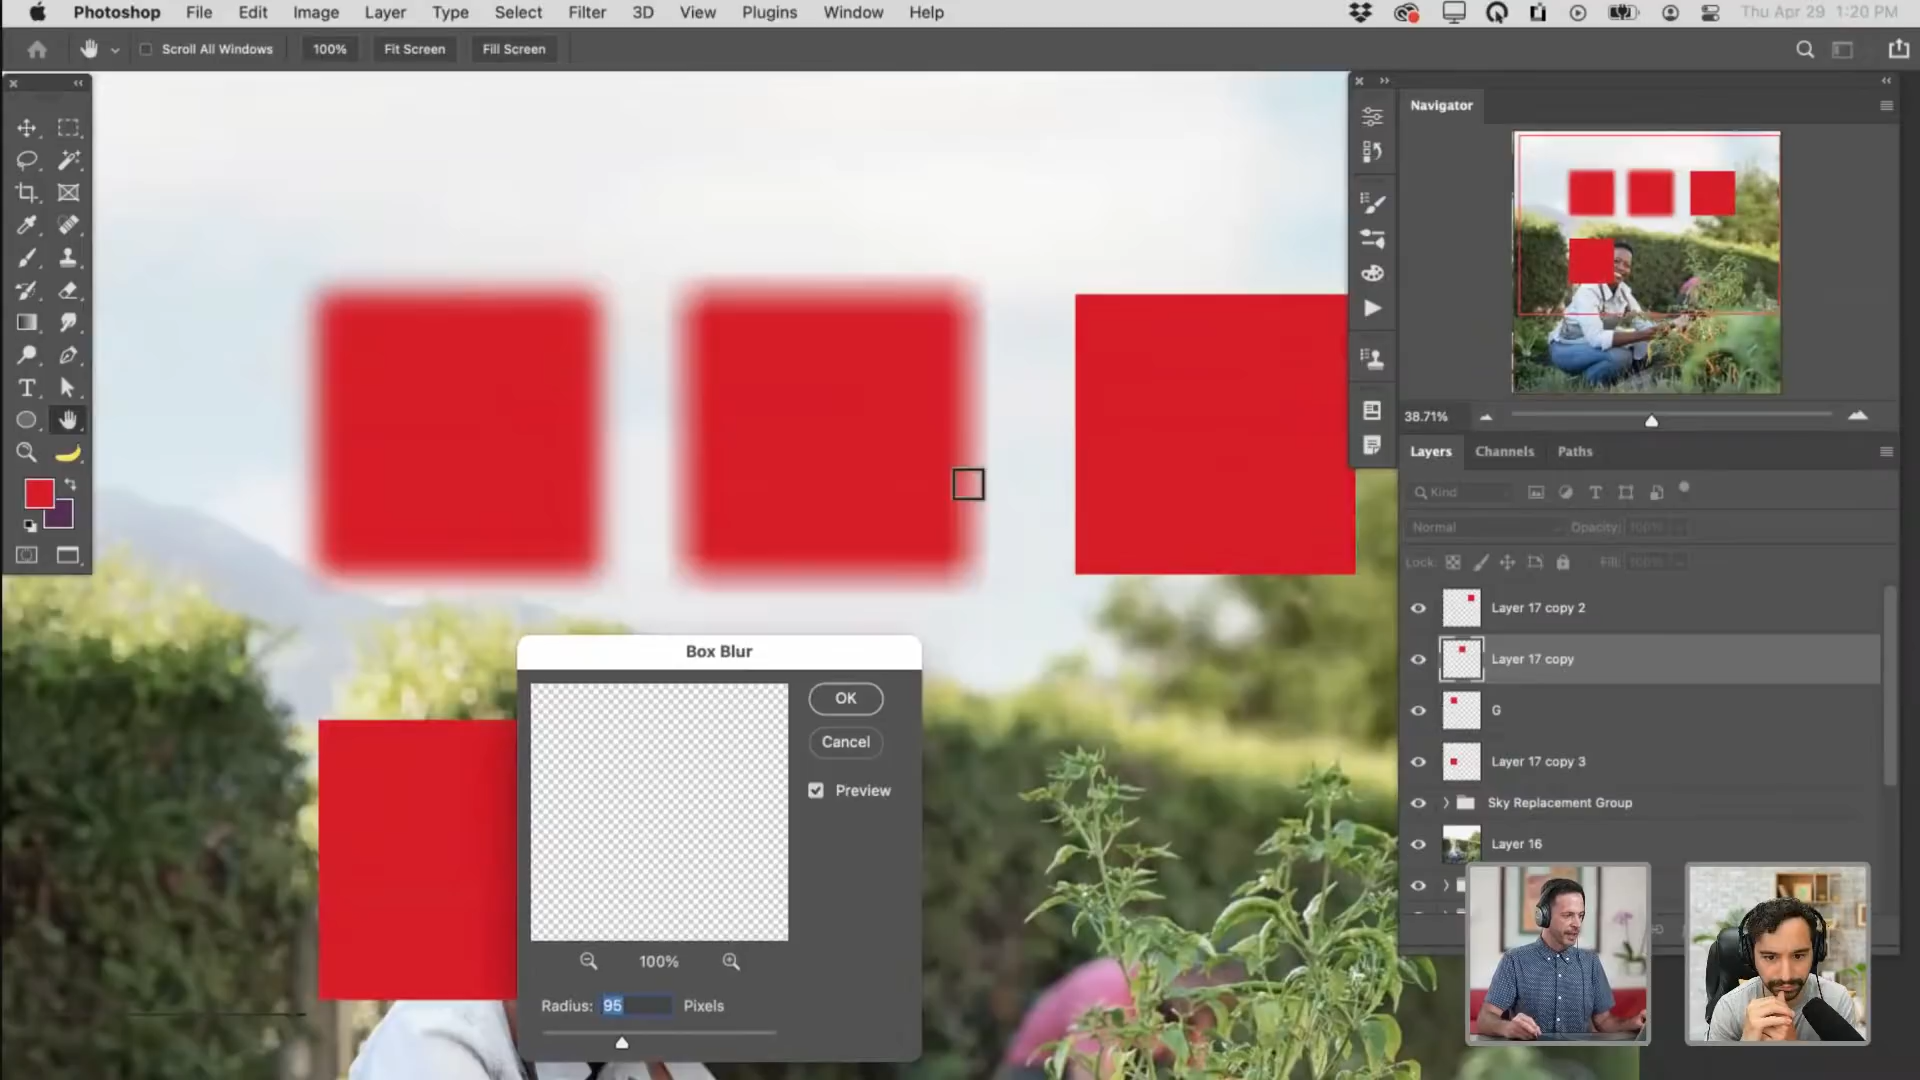 Photoshop File Edit Image Layer Type Select Filter 3D View Plugins Window Help Thu Apr 29 1:20 PM
Scroll All Windows 100% Fit Screen Fill Screen
Navigator
38.71%
Layers Channels Paths
Kind
Normal Opacity: 100%
Lock: Fill: 100%
Layer 17 copy 2
Layer 17 copy
G
Layer 17 copy 3
Sky Replacement Group
Layer 16
Box Blur
OK
Cancel
Preview
100%
Radius: 95 Pixels